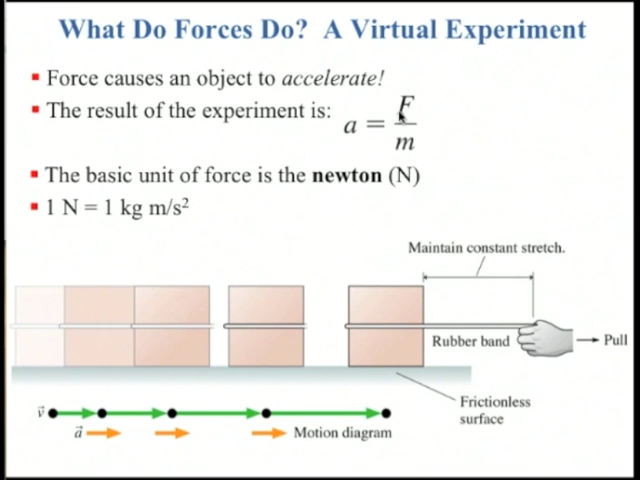 What Do Forces Do? A Virtual Experiment
▪ Force causes an object to accelerate!
▪ The result of the experiment is: a = F/m
▪ The basic unit of force is the newton (N)
▪ 1 N = 1 kg m/s²
Maintain constant stretch.
Rubber band
Pull
Frictionless
surface
v⃗
a⃗
Motion diagram